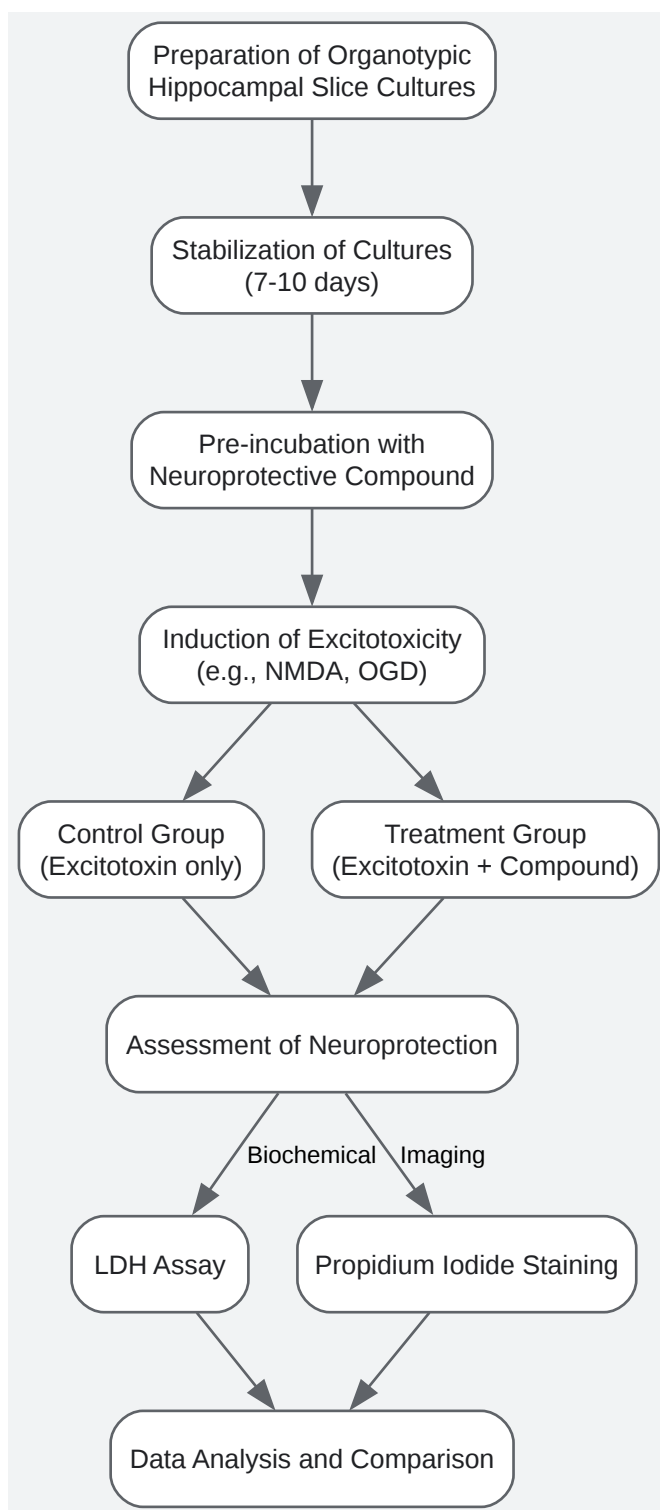 Preparation of Organotypic
Hippocampal Slice Cultures
Stabilization of Cultures
(7-10 days)
Pre-incubation with
Neuroprotective Compound
Induction of Excitotoxicity
(e.g., NMDA, OGD)
Control Group
(Excitotoxin only)
Treatment Group
(Excitotoxin + Compound)
Assessment of Neuroprotection
Biochemical
Imaging
LDH Assay
Propidium Iodide Staining
Data Analysis and Comparison